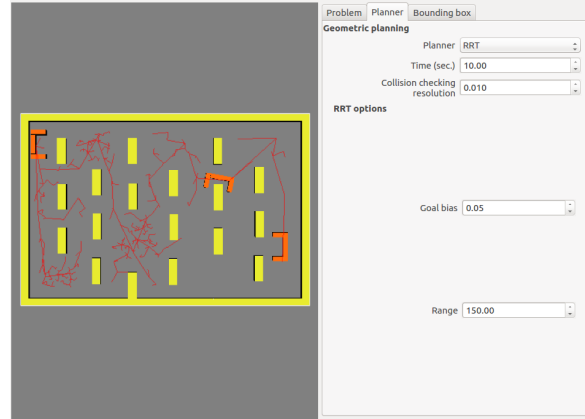 Problem Planner Bounding box
Geometric planning
Planner RRT
Time (sec.) 10.00
Collision checking
resolution 0.010
RRT options
Goal bias 0.05
Range 150.00